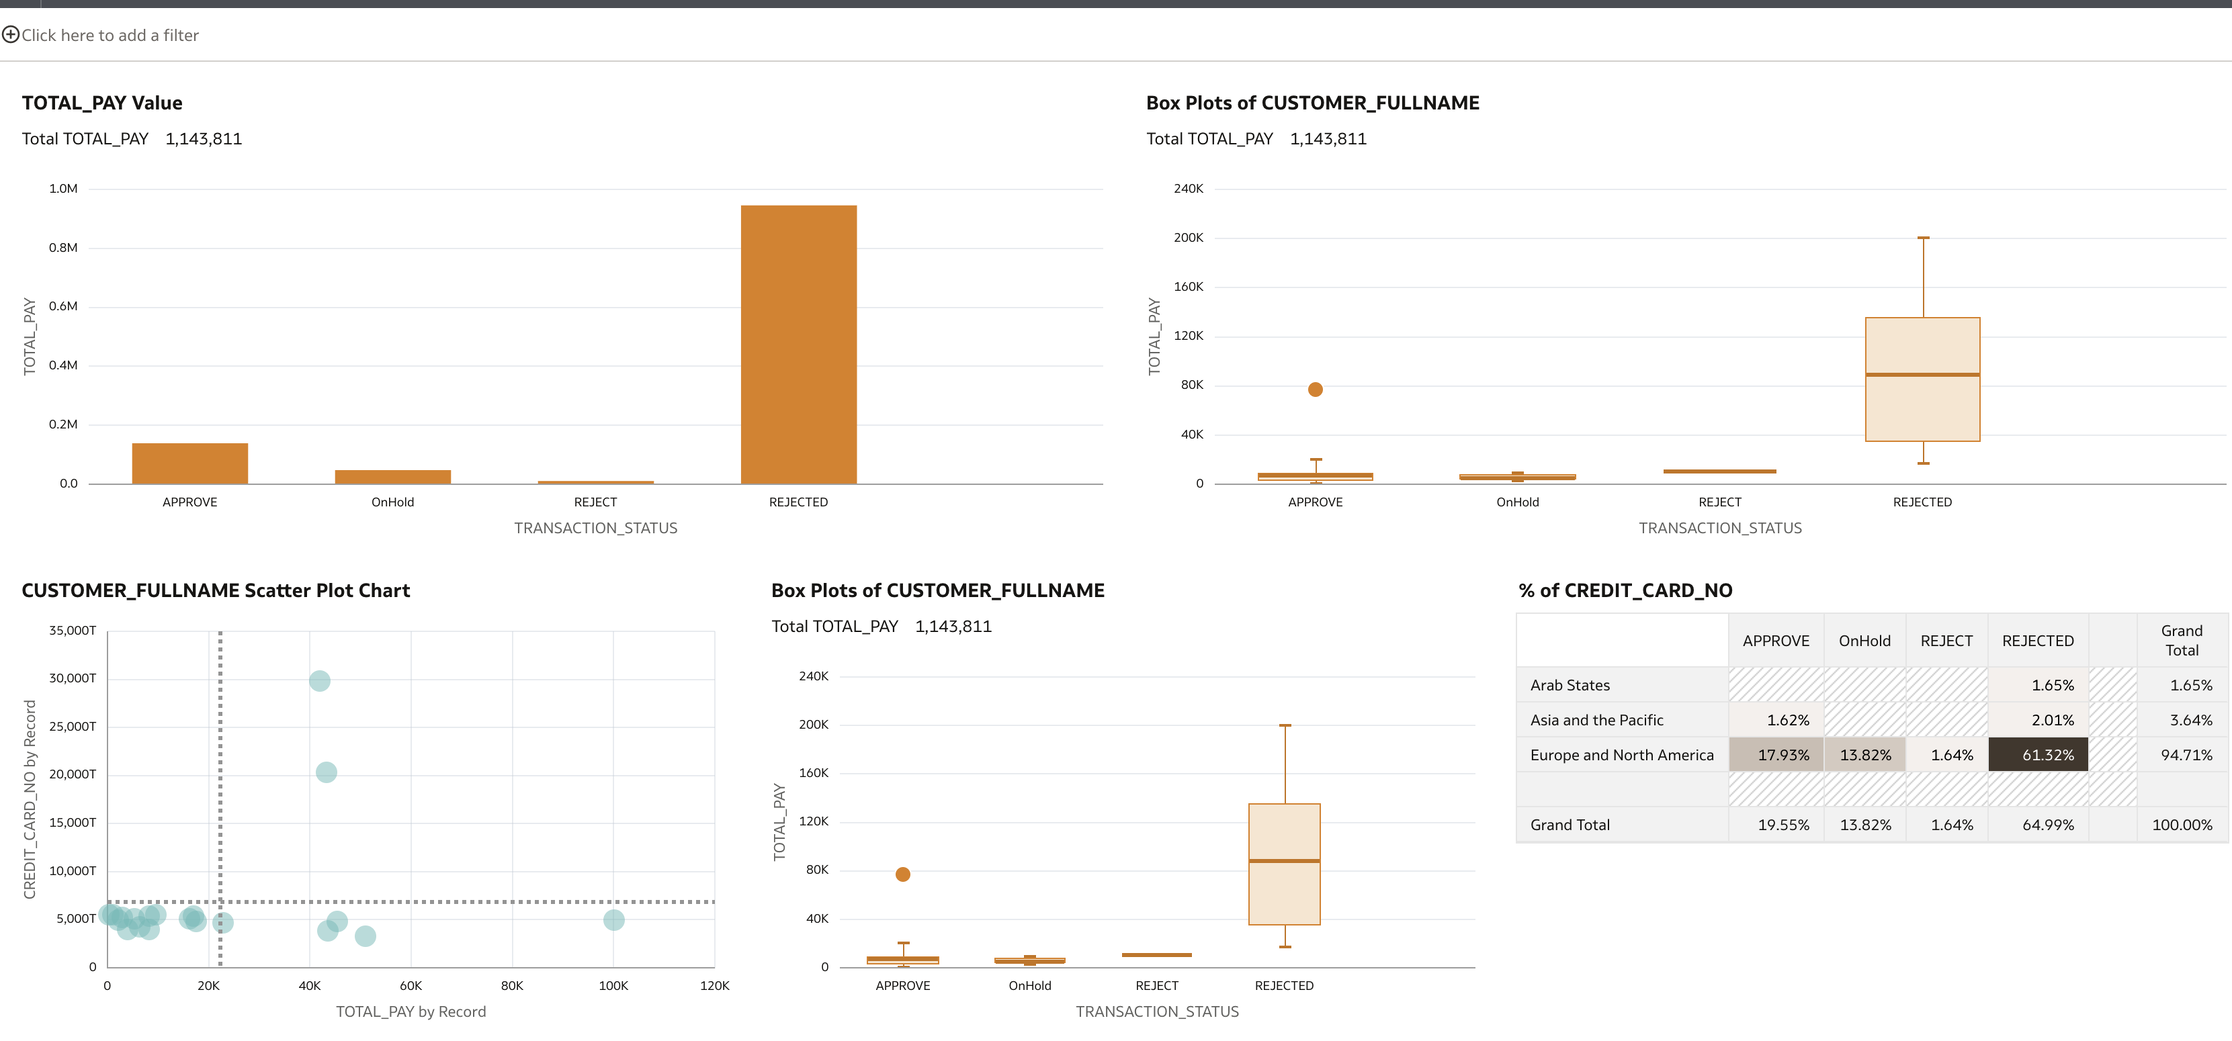 Click here to add a filter
TOTAL_PAY Value
Total TOTAL_PAY 1,143,811
1.0M
0.8M
0.6M
0.4M
0.2M
0.0
TOTAL_PAY
APPROVE OnHold REJECT REJECTED
TRANSACTION_STATUS
Box Plots of CUSTOMER_FULLNAME
Total TOTAL_PAY 1,143,811
240K
200K
160K
120K
80K
40K
0
TOTAL_PAY
APPROVE OnHold REJECT REJECTED
TRANSACTION_STATUS
CUSTOMER_FULLNAME Scatter Plot Chart
35,000T
30,000T
25,000T
20,000T
15,000T
10,000T
5,000T
0
CREDIT_CARD_NO by Record
0 20K 40K 60K 80K 100K 120K
TOTAL_PAY by Record
Box Plots of CUSTOMER_FULLNAME
Total TOTAL_PAY 1,143,811
240K
200K
160K
120K
80K
40K
0
TOTAL_PAY
APPROVE OnHold REJECT REJECTED
TRANSACTION_STATUS
% of CREDIT_CARD_NO
APPROVE OnHold REJECT REJECTED Grand
Total
Arab States 1.65% 1.65%
Asia and the Pacific 1.62% 2.01% 3.64%
Europe and North America 17.93% 13.82% 1.64% 61.32% 94.71%
Grand Total 19.55% 13.82% 1.64% 64.99% 100.00%